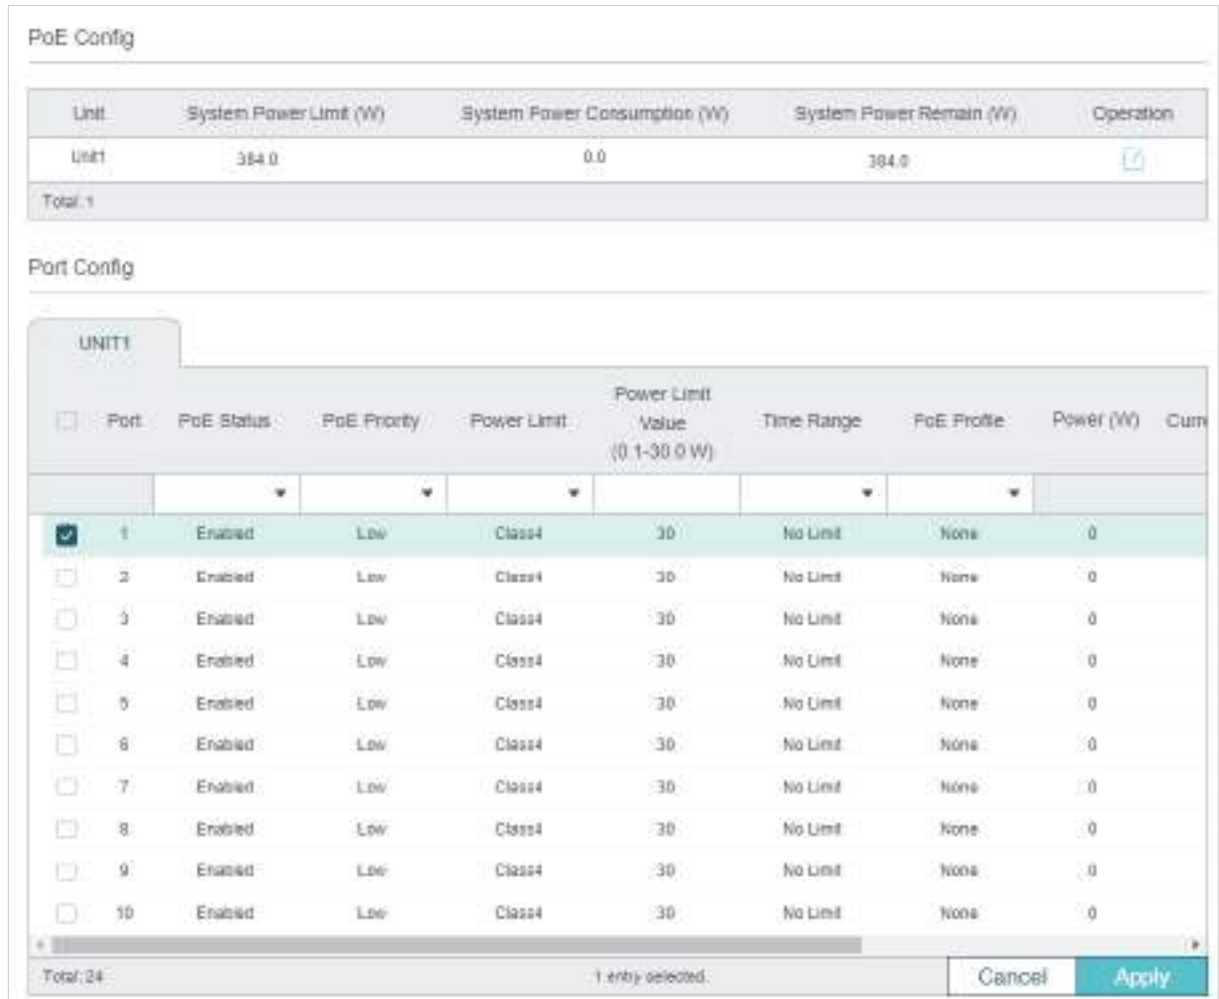 PoE Config
Unit System Power Limit (W) System Power Consumption (W) System Power Remain (W) Operation
Unit1 384.0 0.0 384.0
Total: 1
Port Config
UNIT1
Port PoE Status PoE Priority Power Limit Power Limit Value (0.1-30.0 W) Time Range PoE Profile Power (W) Curre
1 Enabled Low Class4 30 No Limit None 0
2 Enabled Low Class4 30 No Limit None 0
3 Enabled Low Class4 30 No Limit None 0
4 Enabled Low Class4 30 No Limit None 0
5 Enabled Low Class4 30 No Limit None 0
6 Enabled Low Class4 30 No Limit None 0
7 Enabled Low Class4 30 No Limit None 0
8 Enabled Low Class4 30 No Limit None 0
9 Enabled Low Class4 30 No Limit None 0
10 Enabled Low Class4 30 No Limit None 0
Total: 24 1 entry selected. Cancel Apply